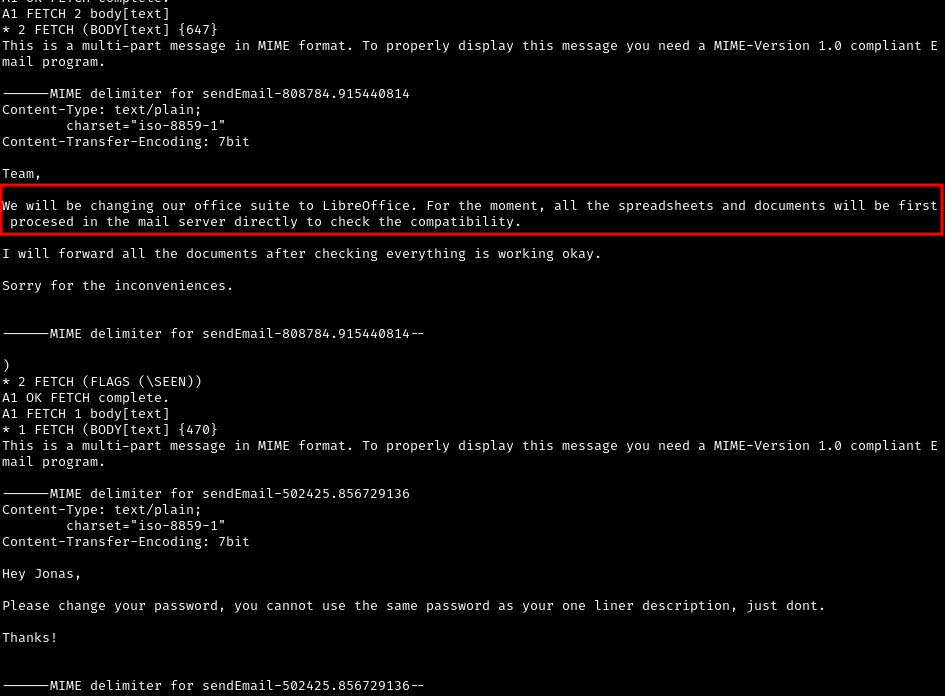 A1 OK FETCH complete.
A1 FETCH 2 body[text]
* 2 FETCH (BODY[text] {647}
This is a multi-part message in MIME format. To properly display this message you need a MIME-Version 1.0 compliant E
mail program.
------MIME delimiter for sendEmail-808784.915440814
Content-Type: text/plain;
charset="iso-8859-1"
Content-Transfer-Encoding: 7bit
Team,
We will be changing our office suite to LibreOffice. For the moment, all the spreadsheets and documents will be first
procesed in the mail server directly to check the compatibility.
I will forward all the documents after checking everything is working okay.
Sorry for the inconveniences.
------MIME delimiter for sendEmail-808784.915440814--
)
* 2 FETCH (FLAGS (\SEEN))
A1 OK FETCH complete.
A1 FETCH 1 body[text]
* 1 FETCH (BODY[text] {470}
This is a multi-part message in MIME format. To properly display this message you need a MIME-Version 1.0 compliant E
mail program.
------MIME delimiter for sendEmail-502425.856729136
Content-Type: text/plain;
charset="iso-8859-1"
Content-Transfer-Encoding: 7bit
Hey Jonas,
Please change your password, you cannot use the same password as your one liner description, just dont.
Thanks!
------MIME delimiter for sendEmail-502425.856729136--